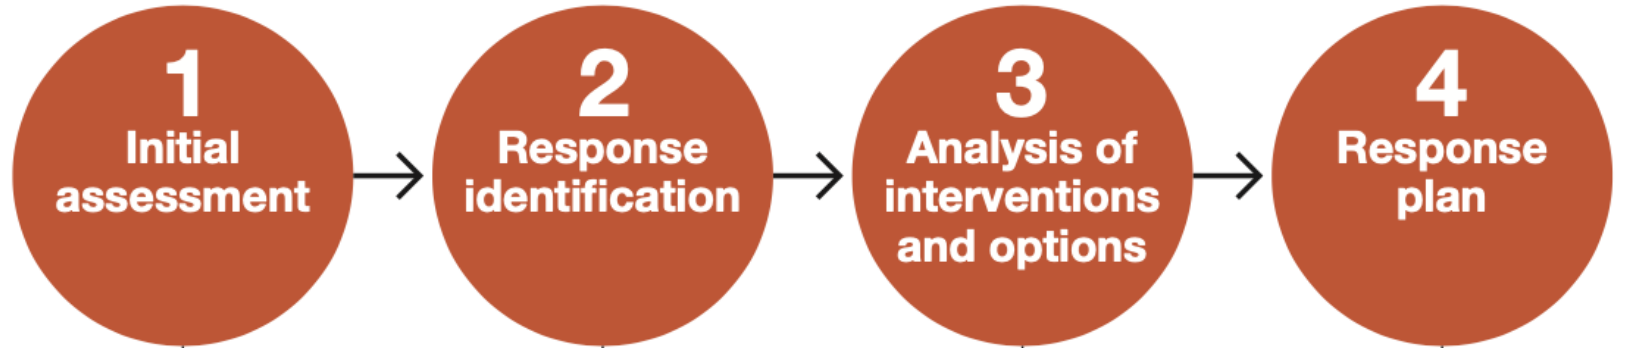 1
Initial
assessment
2
Response
identification
3
Analysis of
interventions
and options
4
Response
plan